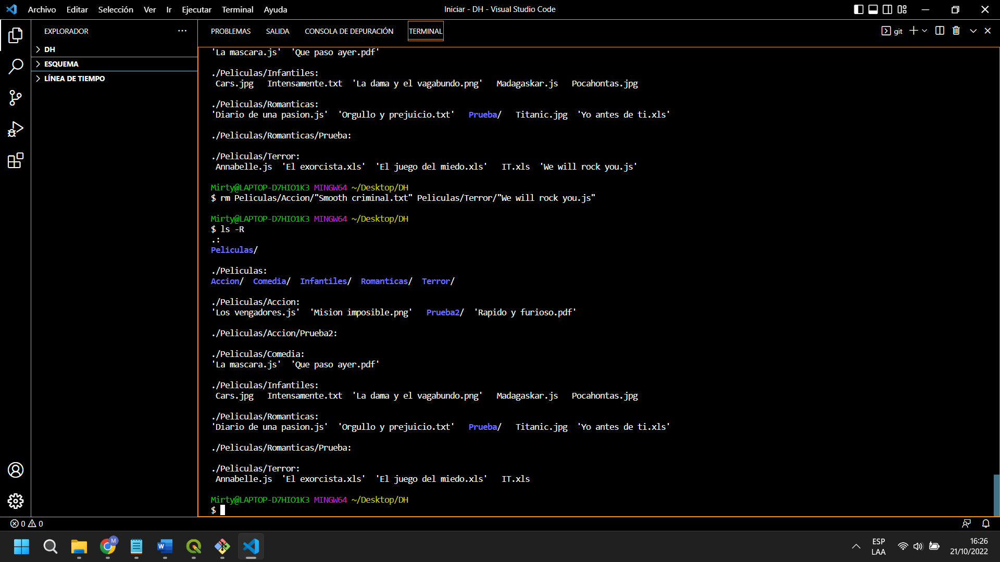 Archivo Editar Selección Ver Ir Ejecutar Terminal Ayuda
Iniciar - DH - Visual Studio Code
EXPLORADOR
DH
ESQUEMA
LÍNEA DE TIEMPO
PROBLEMAS SALIDA CONSOLA DE DEPURACIÓN TERMINAL
git
'La mascara.js'  'Que paso ayer.pdf'
./Peliculas/Infantiles:
Cars.jpg   Intensamente.txt  'La dama y el vagabundo.png'   Madagaskar.js   Pocahontas.jpg
./Peliculas/Romanticas:
'Diario de una pasion.js'  'Orgullo y prejuicio.txt'   Prueba/   Titanic.jpg  'Yo antes de ti.xls'
./Peliculas/Romanticas/Prueba:
./Peliculas/Terror:
Annabelle.js  'El exorcista.xls'  'El juego del miedo.xls'   IT.xls  'We will rock you.js'
Mirty@LAPTOP-D7HIO1K3 MINGW64 ~/Desktop/DH
$ rm Peliculas/Accion/"Smooth criminal.txt" Peliculas/Terror/"We will rock you.js"
Mirty@LAPTOP-D7HIO1K3 MINGW64 ~/Desktop/DH
$ ls -R
.:
Peliculas/
./Peliculas:
Accion/  Comedia/  Infantiles/  Romanticas/  Terror/
./Peliculas/Accion:
'Los vengadores.js'  'Mision imposible.png'   Prueba2/  'Rapido y furioso.pdf'
./Peliculas/Accion/Prueba2:
./Peliculas/Comedia:
'La mascara.js'  'Que paso ayer.pdf'
./Peliculas/Infantiles:
Cars.jpg   Intensamente.txt  'La dama y el vagabundo.png'   Madagaskar.js   Pocahontas.jpg
./Peliculas/Romanticas:
'Diario de una pasion.js'  'Orgullo y prejuicio.txt'   Prueba/   Titanic.jpg  'Yo antes de ti.xls'
./Peliculas/Romanticas/Prueba:
./Peliculas/Terror:
Annabelle.js  'El exorcista.xls'  'El juego del miedo.xls'   IT.xls
Mirty@LAPTOP-D7HIO1K3 MINGW64 ~/Desktop/DH
$
0 0
M
W
ESP
LAA
16:26
21/10/2022